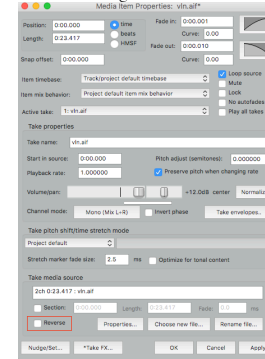 Media Item Properties: vln.aif*
Position: 0:00.000 time Fade in: 0:00.001
Length: 0:23.417 beats Curve: 0.00
HMSF Fade out: 0:00.010
Snap offset: 0:00.000 Curve: 0.00
Item timebase: Track/project default timebase Loop source
Mute
Item mix behavior: Project default item mix behavior Lock
No autofades
Active take: 1: vln.aif Play all takes
Take properties
Take name: vln.aif
Start in source: 0:00.000 Pitch adjust (semitones): 0.000000
Playback rate: 1.000000 Preserve pitch when changing rate
Volume/pan: +12.0dB center Normaliz
Channel mode: Mono (Mix L+R) Invert phase Take envelopes..
Take pitch shift/time stretch mode
Project default
Stretch marker fade size: 2.5 ms Optimize for tonal content
Take media source
2ch 0:23.417 : vln.aif
Section: 0:00.000 Length: 0:23.417 Fade: 0.0 ms
Reverse Properties... Choose new file... Rename file...
Nudge/Set... *Take FX... OK Cancel Apply